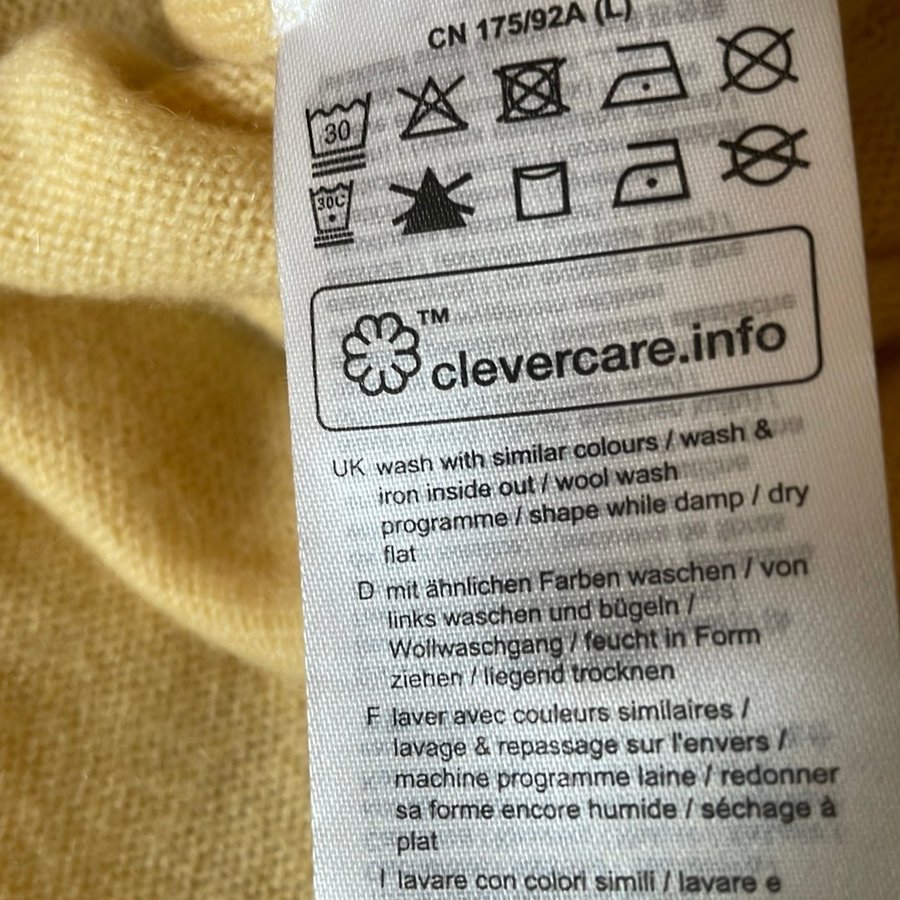 CN 175/92A (L)
30
30C
TM
clevercare.info
UK wash with similar colours / wash &
iron inside out / wool wash
programme / shape while damp / dry
flat
D mit ähnlichen Farben waschen / von
links waschen und bügeln /
Wollwaschgang / feucht in Form
ziehen / liegend trocknen
F laver avec couleurs similaires /
lavage & repassage sur l'envers /
machine programme laine / redonner
sa forme encore humide / séchage à
plat
I lavare con colori simili / lavare e